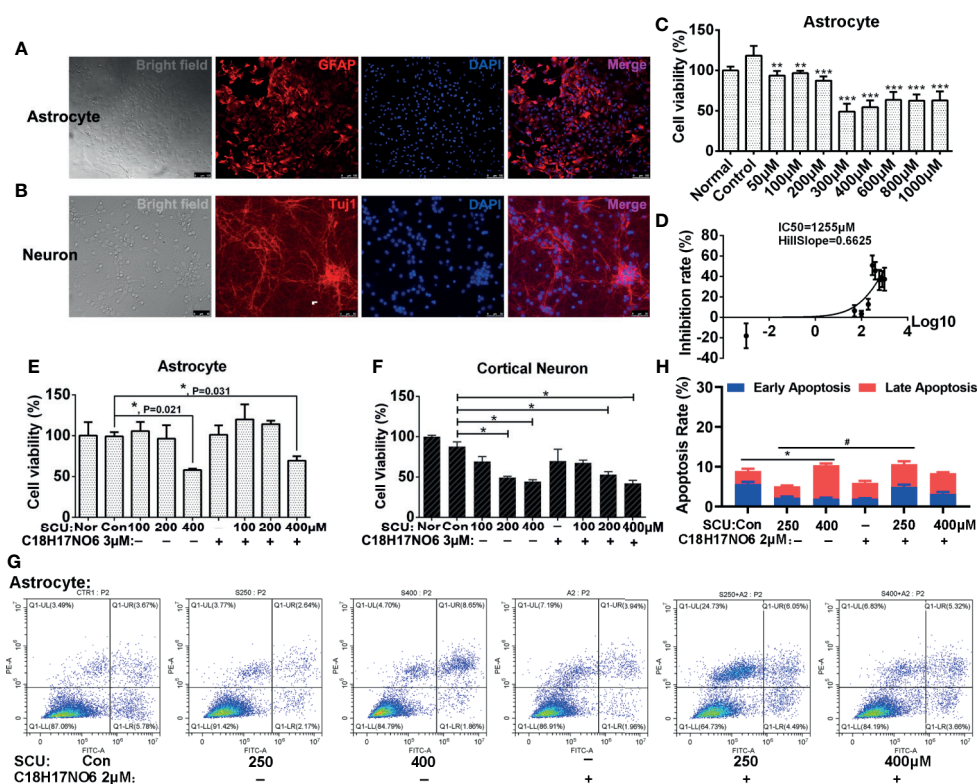 A
Bright field
GFAP
DAPI
Merge
Astrocyte
B
Bright field
Tuj1
DAPI
Merge
Neuron
C
Astrocyte
Cell viability (%)
150
100
50
0
** ** *** *** *** *** *** ***
Normal
Control
50μM
100μM
200μM
300μM
400μM
600μM
800μM
1000μM
D
IC50=1255μM
HillSlope=0.6625
Inhibition rate (%)
60
40
20
0
-20
-40
-2 0 2 4
Log10
E
Astrocyte
Cell viability (%)
150
100
50
0
*, P=0.031
*, P=0.021
SCU: Nor Con 100 200 400 – 100 200 400μM
C18H17NO6 3μM: – – – + + + +
F
Cortical Neuron
Cell viability (%)
150
100
50
0
*
*
*
*
SCU: Nor Con 100 200 400 – 100 200 400μM
C18H17NO6 3μM: – – – + + + +
H
Early Apoptosis Late Apoptosis
Apoptosis Rate (%)
30
20
10
0
#
*
SCU:Con 250 400 – 250 400μM
C18H17NO6 2μM: – – + + +
G
Astrocyte:
CTR1 : P2
Q1-UL(3.49%) Q1-UR(3.67%)
Q1-LL(87.06%) Q1-LR(5.78%)
PE-A
FITC-A
S250 : P2
Q1-UL(3.77%) Q1-UR(2.64%)
Q1-LL(91.42%) Q1-LR(2.17%)
PE-A
FITC-A
S400 : P2
Q1-UL(4.70%) Q1-UR(8.65%)
Q1-LL(84.79%) Q1-LR(1.86%)
PE-A
FITC-A
A2 : P2
Q1-UL(7.19%) Q1-UR(3.94%)
Q1-LL(86.91%) Q1-LR(1.96%)
PE-A
FITC-A
S250+A2 : P2
Q1-UL(24.73%) Q1-UR(6.05%)
Q1-LL(64.73%) Q1-LR(4.49%)
PE-A
FITC-A
S400+A2 : P2
Q1-UL(6.83%) Q1-UR(5.32%)
Q1-LL(84.19%) Q1-LR(3.66%)
PE-A
FITC-A
SCU: Con 250 400 – 250 400μM
C18H17NO6 2μM: – – + + +